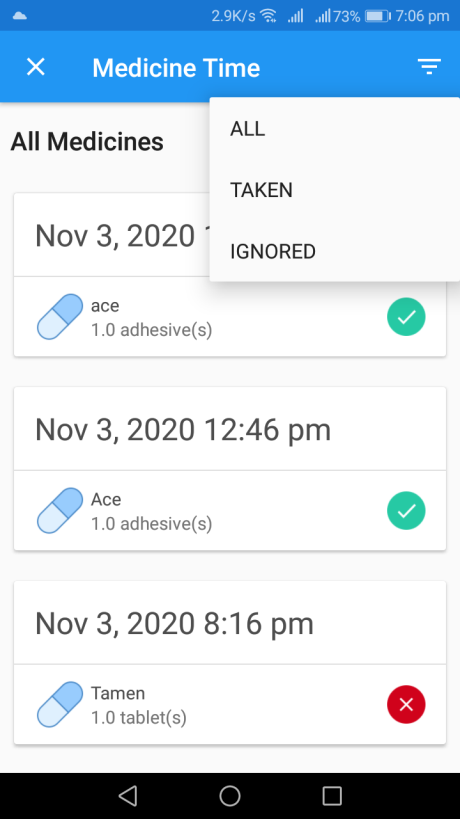 2.9K/s 73% 7:06 pm
Medicine Time
All Medicines
ALL
TAKEN
IGNORED
Nov 3, 2020
ace
1.0 adhesive(s)
Nov 3, 2020 12:46 pm
Ace
1.0 adhesive(s)
Nov 3, 2020 8:16 pm
Tamen
1.0 tablet(s)